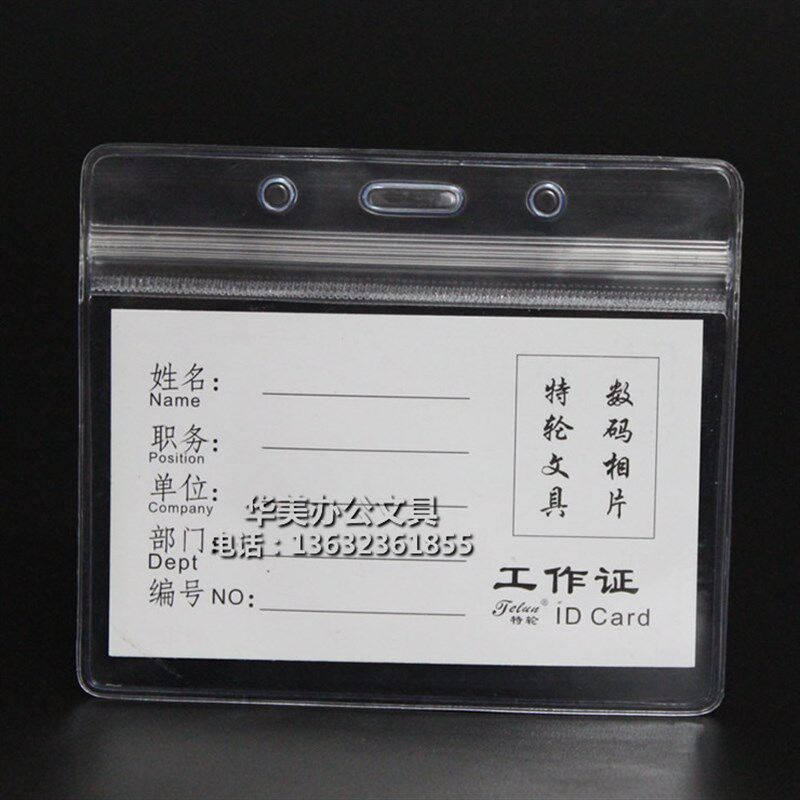 姓名：
Name
职务：
Position
单位：
Company
部门
Dept
编号 NO：
数码相片
特轮文具
华美办公文具
电话：13632361855
工作证
Telun® ID Card
特轮